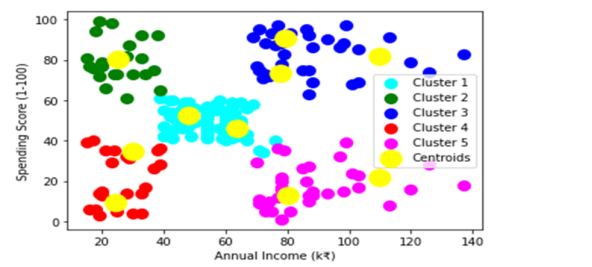 100
80
60
40
20
0
Spending Score (1-100)
20 40 60 80 100 120 140
Annual Income (k₹)
Cluster 1
Cluster 2
Cluster 3
Cluster 4
Cluster 5
Centroids